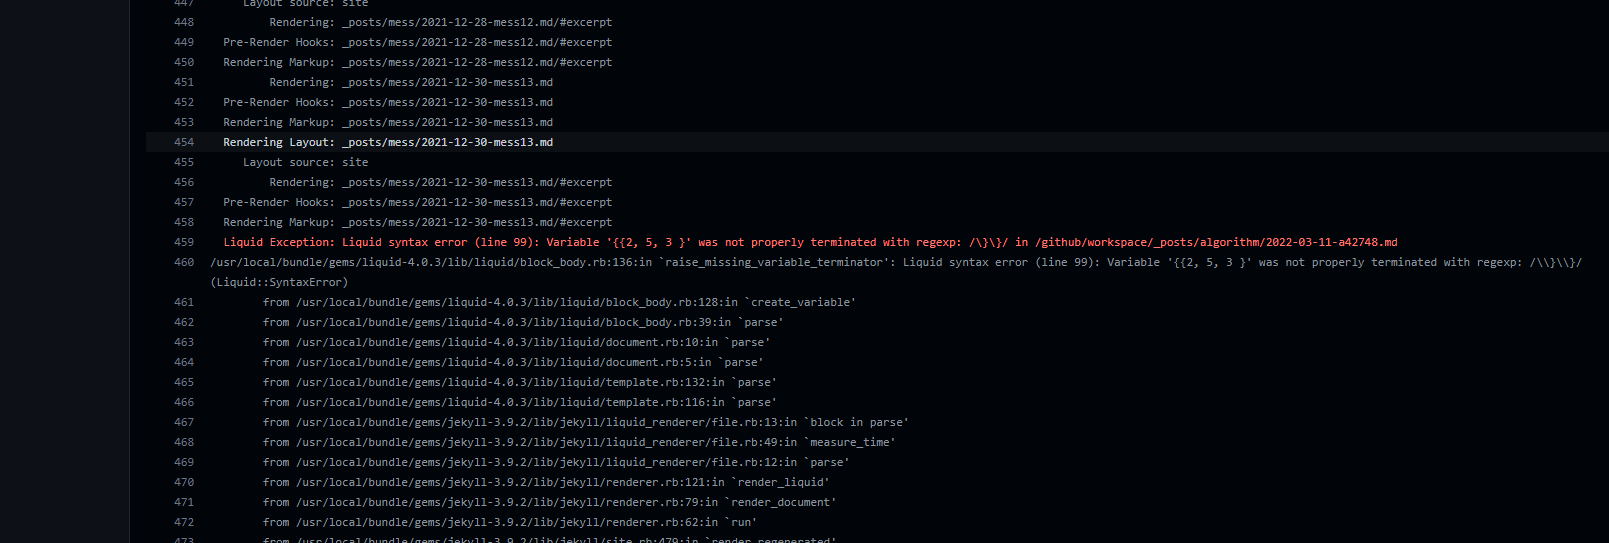 447 Layout source: site
448 Rendering: _posts/mess/2021-12-28-mess12.md/#excerpt
449 Pre-Render Hooks: _posts/mess/2021-12-28-mess12.md/#excerpt
450 Rendering Markup: _posts/mess/2021-12-28-mess12.md/#excerpt
451 Rendering: _posts/mess/2021-12-30-mess13.md
452 Pre-Render Hooks: _posts/mess/2021-12-30-mess13.md
453 Rendering Markup: _posts/mess/2021-12-30-mess13.md
454 Rendering Layout: _posts/mess/2021-12-30-mess13.md
455 Layout source: site
456 Rendering: _posts/mess/2021-12-30-mess13.md/#excerpt
457 Pre-Render Hooks: _posts/mess/2021-12-30-mess13.md/#excerpt
458 Rendering Markup: _posts/mess/2021-12-30-mess13.md/#excerpt
459 Liquid Exception: Liquid syntax error (line 99): Variable '{{2, 5, 3 }' was not properly terminated with regexp: /\}\}/ in /github/workspace/_posts/algorithm/2022-03-11-a42748.md
460 /usr/local/bundle/gems/liquid-4.0.3/lib/liquid/block_body.rb:136:in `raise_missing_variable_terminator': Liquid syntax error (line 99): Variable '{{2, 5, 3 }' was not properly terminated with regexp: /\\}\\}/
(Liquid::SyntaxError)
461 from /usr/local/bundle/gems/liquid-4.0.3/lib/liquid/block_body.rb:128:in `create_variable'
462 from /usr/local/bundle/gems/liquid-4.0.3/lib/liquid/block_body.rb:39:in `parse'
463 from /usr/local/bundle/gems/liquid-4.0.3/lib/liquid/document.rb:10:in `parse'
464 from /usr/local/bundle/gems/liquid-4.0.3/lib/liquid/document.rb:5:in `parse'
465 from /usr/local/bundle/gems/liquid-4.0.3/lib/liquid/template.rb:132:in `parse'
466 from /usr/local/bundle/gems/liquid-4.0.3/lib/liquid/template.rb:116:in `parse'
467 from /usr/local/bundle/gems/jekyll-3.9.2/lib/jekyll/liquid_renderer/file.rb:13:in `block in parse'
468 from /usr/local/bundle/gems/jekyll-3.9.2/lib/jekyll/liquid_renderer/file.rb:49:in `measure_time'
469 from /usr/local/bundle/gems/jekyll-3.9.2/lib/jekyll/liquid_renderer/file.rb:12:in `parse'
470 from /usr/local/bundle/gems/jekyll-3.9.2/lib/jekyll/renderer.rb:121:in `render_liquid'
471 from /usr/local/bundle/gems/jekyll-3.9.2/lib/jekyll/renderer.rb:79:in `render_document'
472 from /usr/local/bundle/gems/jekyll-3.9.2/lib/jekyll/renderer.rb:62:in `run'
473 from /usr/local/bundle/gems/jekyll-3.9.2/lib/jekyll/site.rb:479:in `render_regenerated'